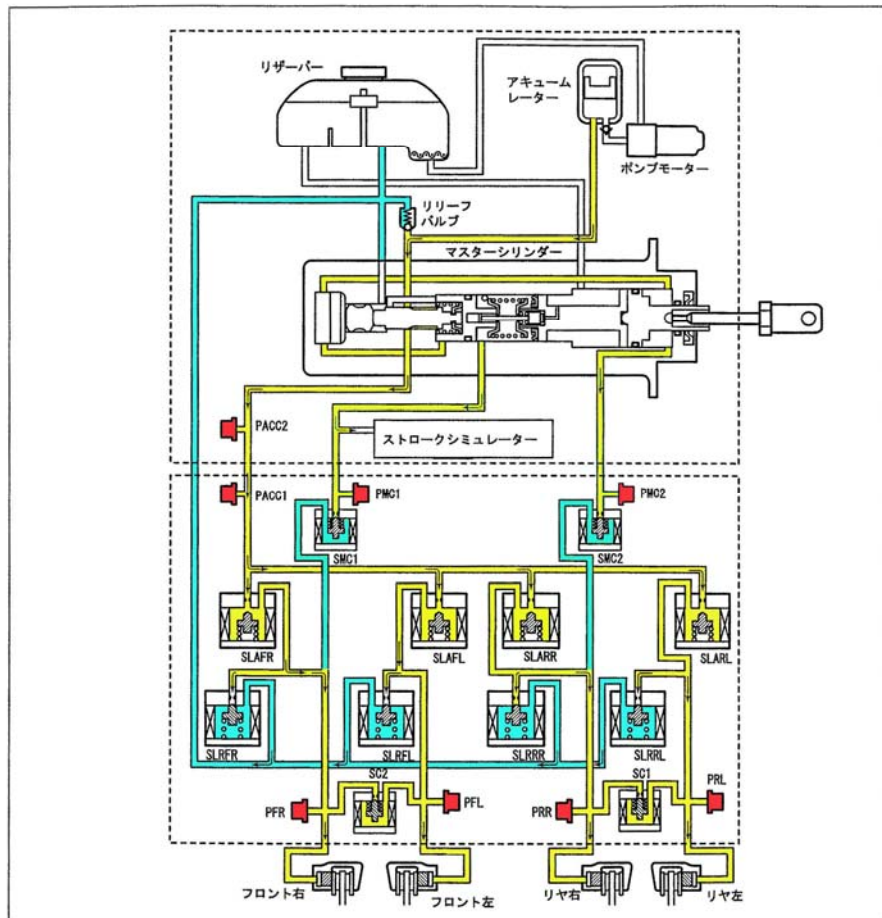 リザーバー
アキューム
レーター
ポンプモーター
リリーフ
バルブ
マスターシリンダー
PACC2
ストロークシミュレーター
PACC1
PMC1
PMC2
SMC1
SMC2
SLAFR
SLAFL
SLARR
SLARL
SLRFR
SLRFL
SLRRR
SLRRL
SC2
SC1
PRL
PFR
PFL
PRR
フロント右
フロント左
リヤ右
リヤ左